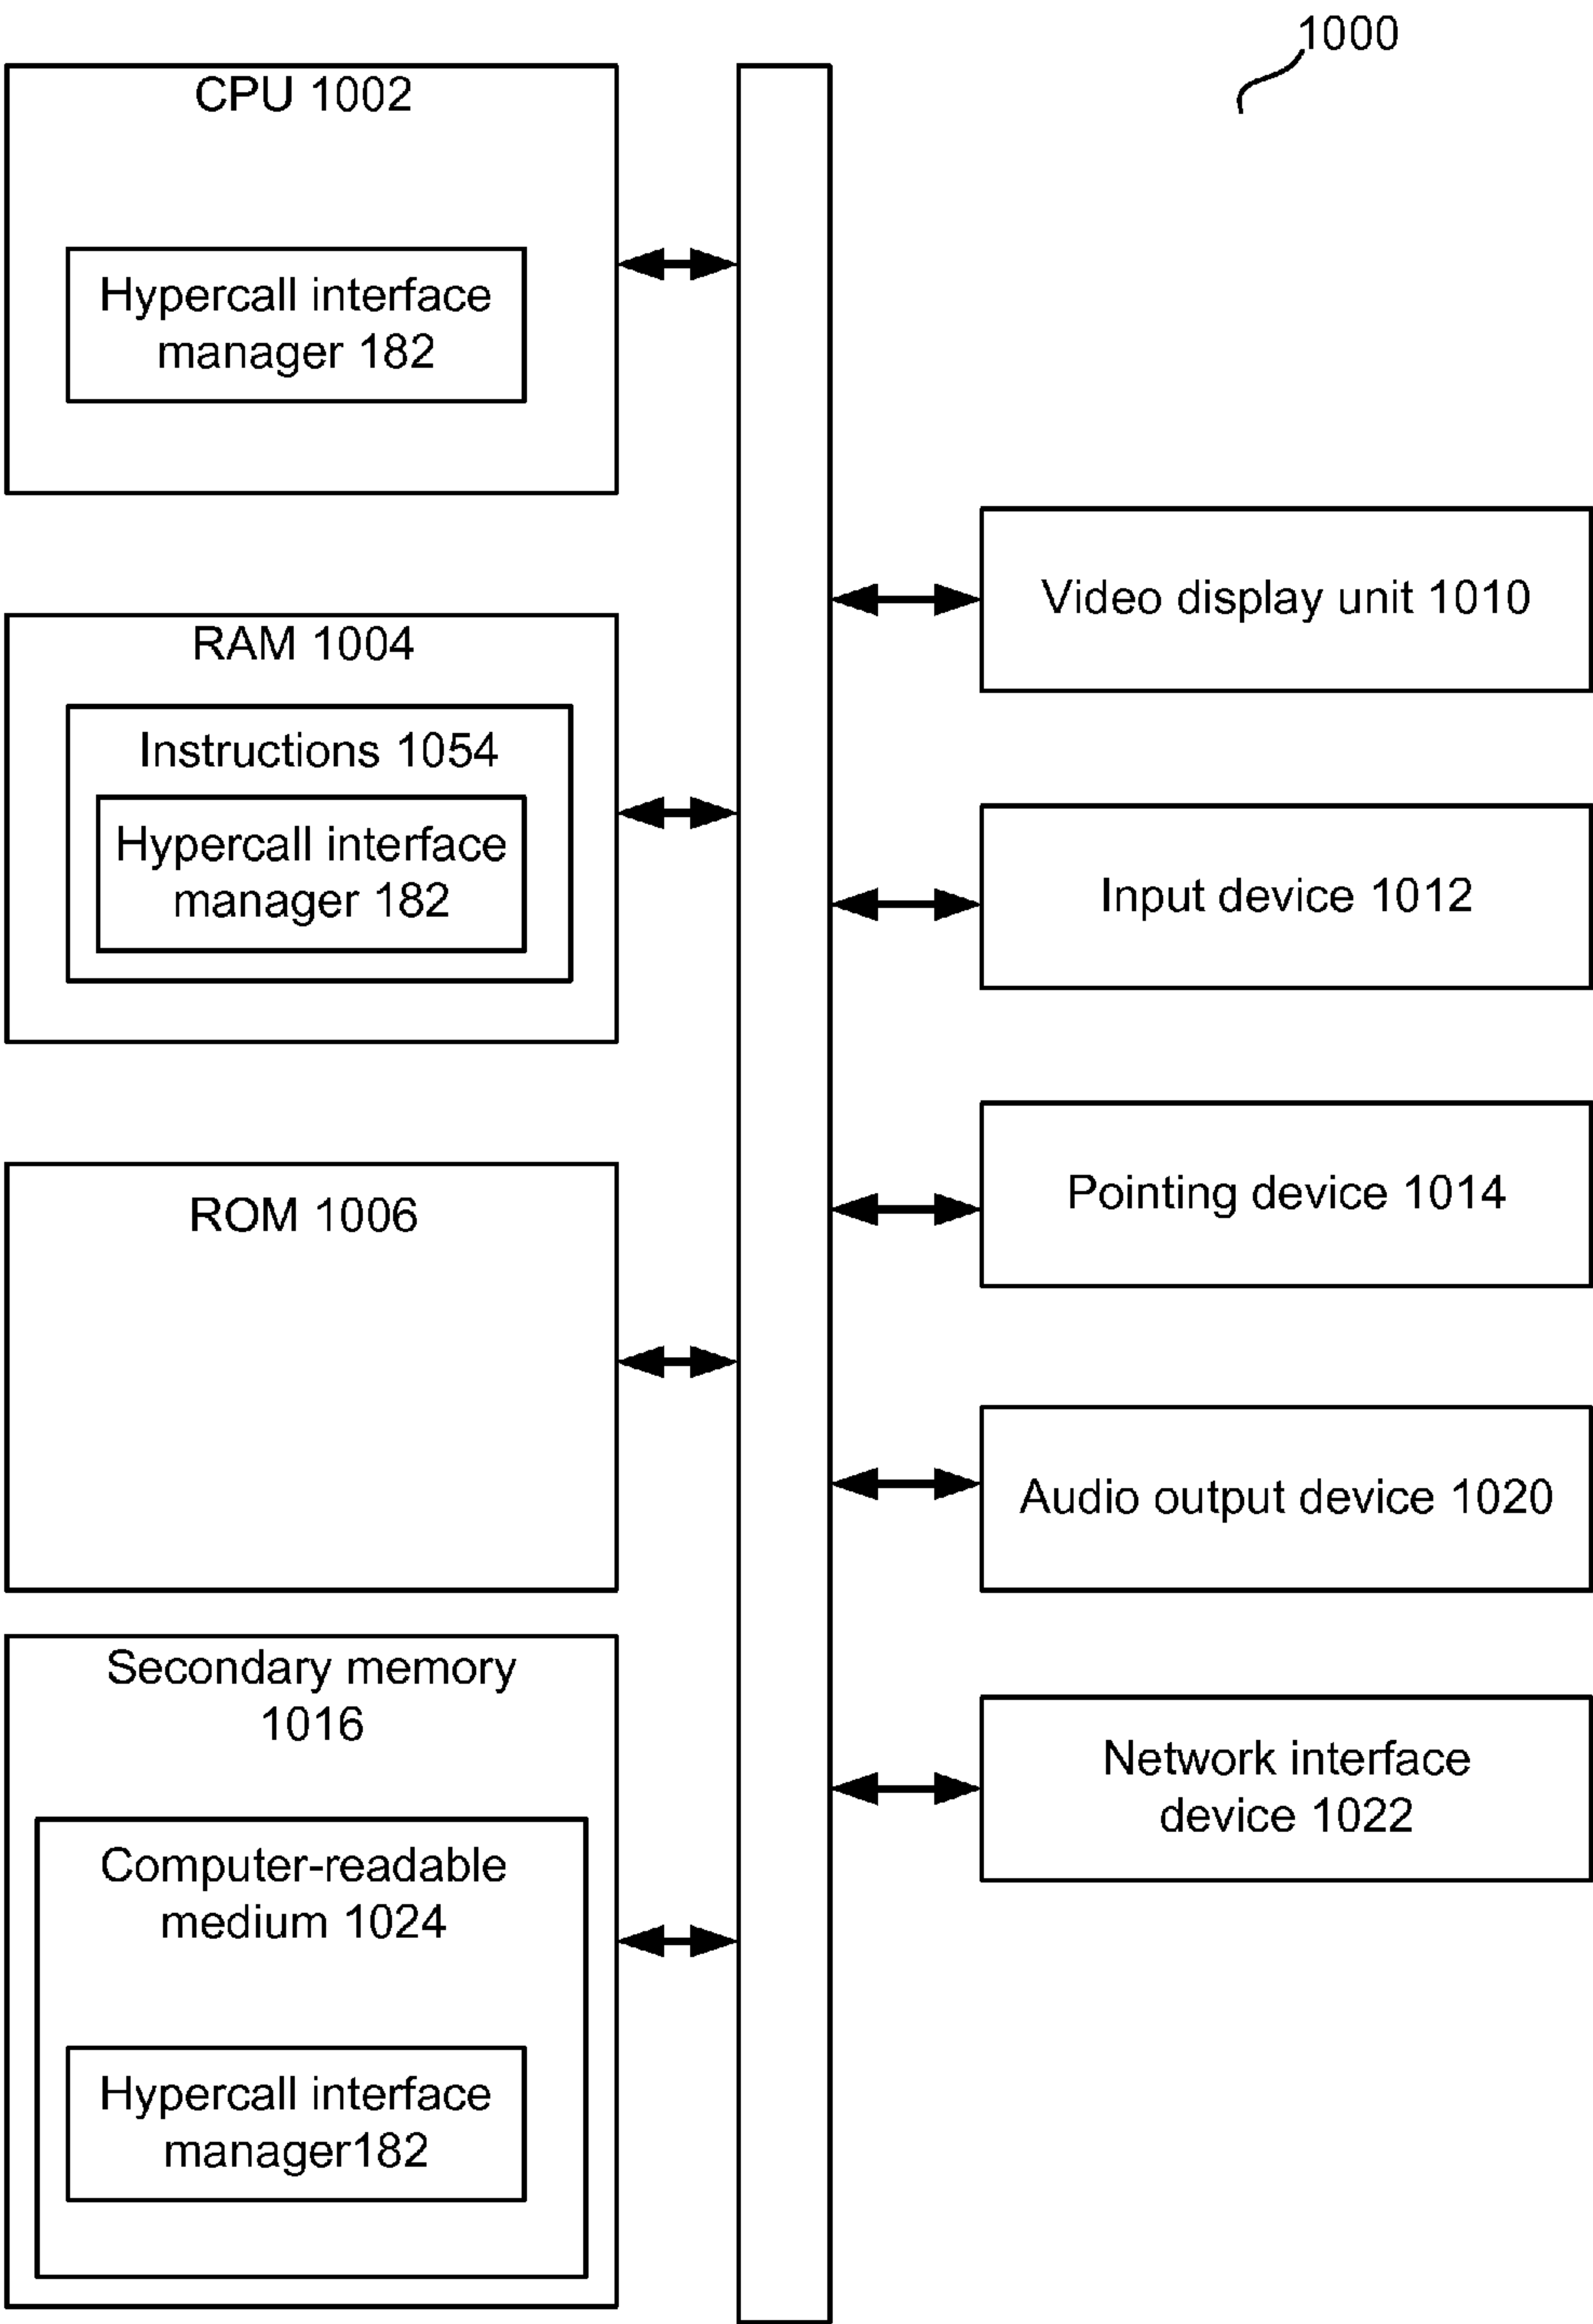 1000
CPU 1002
Hypercall interface
manager 182
RAM 1004
Instructions 1054
Hypercall interface
manager 182
ROM 1006
Secondary memory
1016
Computer-readable
medium 1024
Hypercall interface
manager182
Video display unit 1010
Input device 1012
Pointing device 1014
Audio output device 1020
Network interface
device 1022